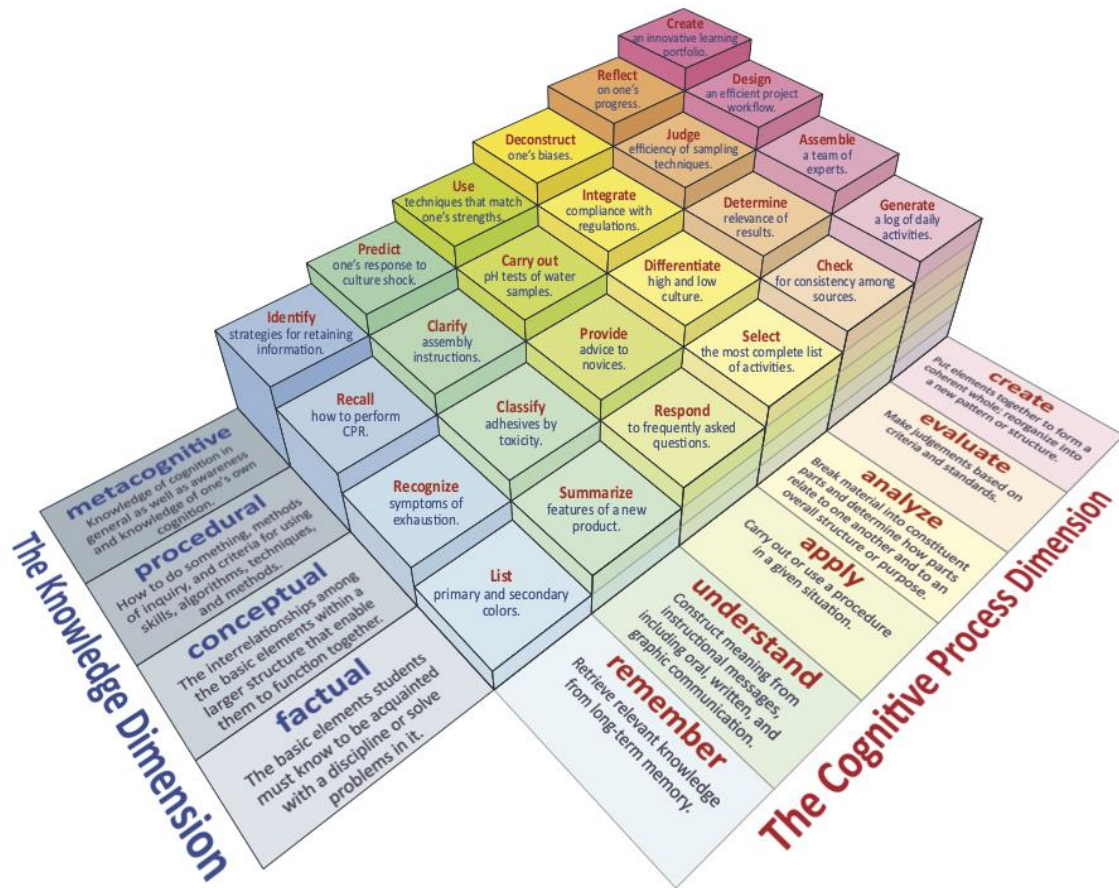 Create
an innovative learning
portfolio.
Reflect
on one's
progress.
Design
an efficient project
workflow.
Deconstruct
one's biases.
Judge
efficiency of sampling
techniques.
Assemble
a team of
experts.
Use
techniques that match
one's strengths.
Integrate
compliance with
regulations.
Determine
relevance of
results.
Generate
a log of daily
activities.
Predict
one's response to
culture shock.
Carry out
pH tests of water
samples.
Differentiate
high and low
culture.
Check
for consistency among
sources.
Identify
strategies for retaining
information.
Clarify
assembly
instructions.
Provide
advice to
novices.
Select
the most complete list
of activities.
Recall
how to perform
CPR.
Classify
adhesives by
toxicity.
Respond
to frequently asked
questions.
Recognize
symptoms of
exhaustion.
Summarize
features of a new
product.
List
primary and secondary
colors.
The Knowledge Dimension
metacognitive
Knowledge of cognition in
general as well as awareness
and knowledge of one's own
cognition.
procedural
How to do something, methods
of inquiry, and criteria for using
skills, algorithms, techniques,
and methods.
conceptual
The interrelationships among
the basic elements within a
larger structure that enable
them to function together.
factual
The basic elements students
must know to be acquainted
with a discipline or solve
problems in it.
The Cognitive Process Dimension
create
Put elements together to form a
coherent whole; reorganize into
a new pattern or structure.
evaluate
Make judgements based on
criteria and standards.
analyze
Break material into constituent
parts and determine how parts
relate to one another and to an
overall structure or purpose.
apply
Carry out or use a procedure
in a given situation.
understand
Construct meaning from
instructional messages,
including oral, written, and
graphic communication.
remember
Retrieve relevant knowledge
from long-term memory.